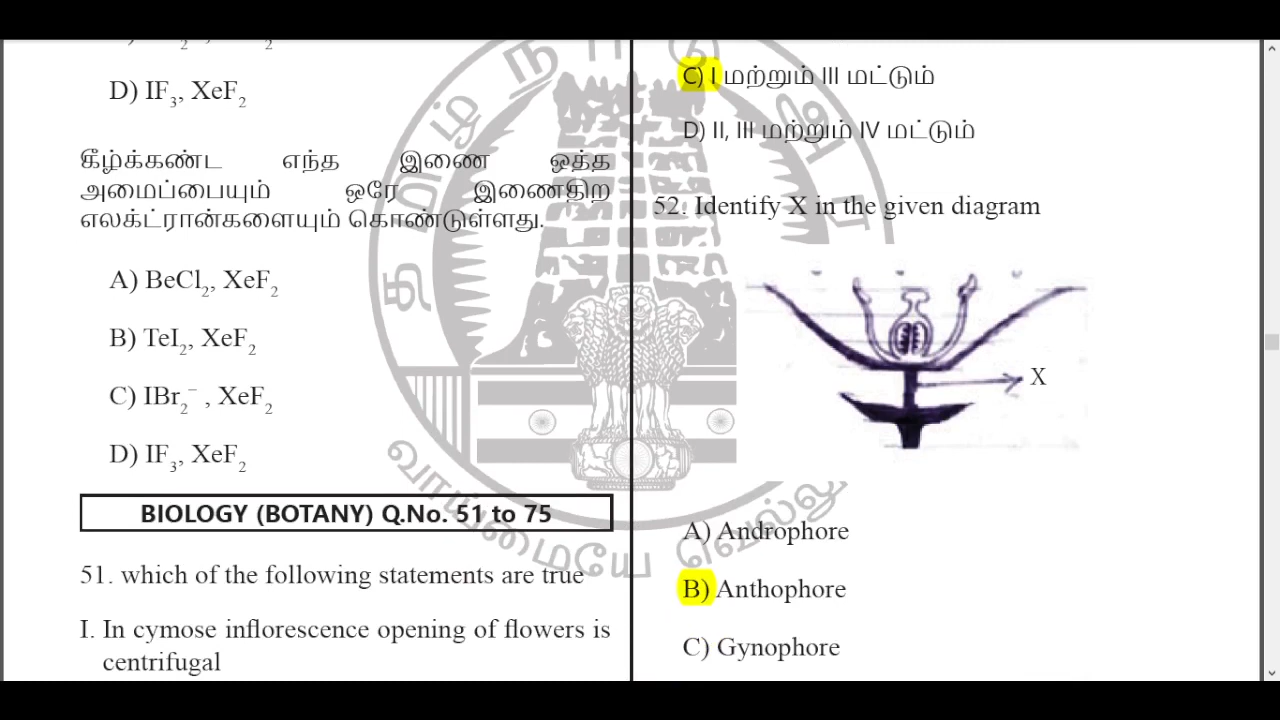 D) IF₃, XeF₂
கீழ்க்கண்ட எந்த இணை ஒத்த
அமைப்பையும் ஒரே இணைதிற
எலக்ட்ரான்களையும் கொண்டுள்ளது.
A) BeCl₂, XeF₂
B) TeI₂, XeF₂
C) IBr₂⁻ , XeF₂
D) IF₃, XeF₂
BIOLOGY (BOTANY) Q.No. 51 to 75
51. which of the following statements are true
I. In cymose inflorescence opening of flowers is
centrifugal
C) I மற்றும் III மட்டும்
D) II, III மற்றும் IV மட்டும்
52. Identify X in the given diagram
X
A) Androphore
B) Anthophore
C) Gynophore
வாய்மையே வெல்லு